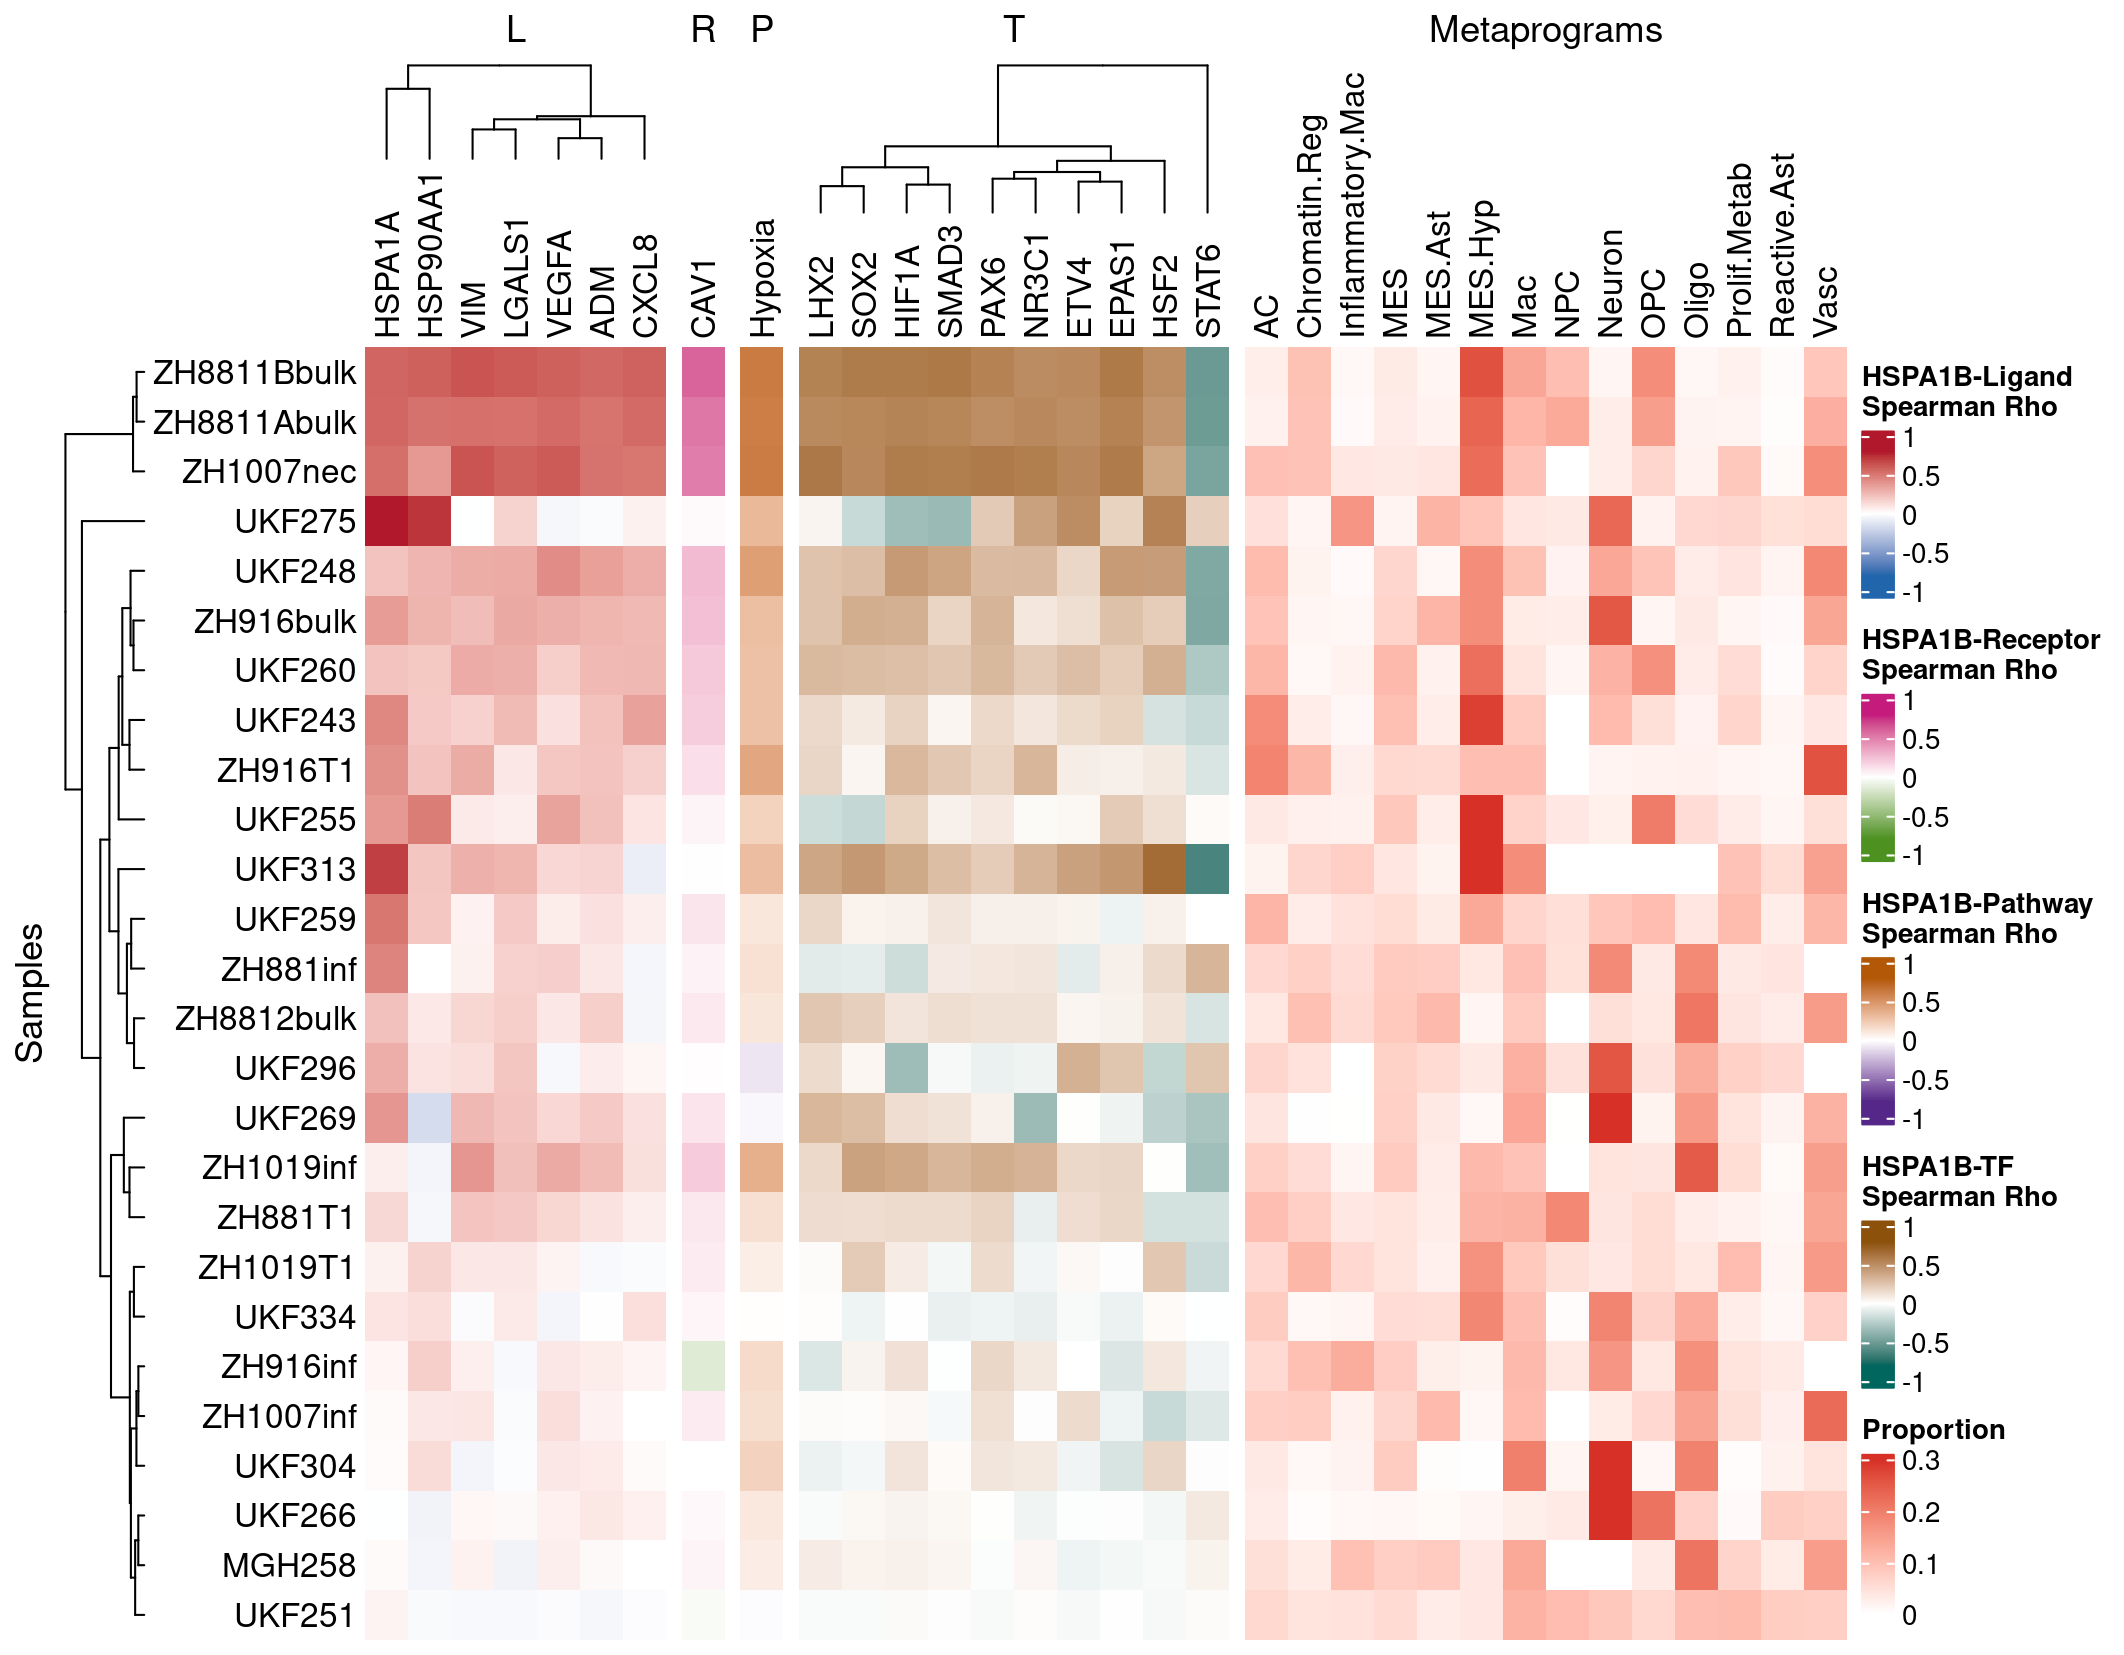 L R P T Metaprograms
HSPA1A HSP90AA1 VIM LGALS1 VEGFA ADM CXCL8 CAV1 Hypoxia LHX2 SOX2 HIF1A SMAD3 PAX6 NR3C1 ETV4 EPAS1 HSF2 STAT6 AC Chromatin.Reg Inflammatory.Mac MES MES.Ast MES.Hyp Mac NPC Neuron OPC Oligo Prolif.Metab Reactive.Ast Vasc
Samples
ZH8811Bbulk
ZH8811Abulk
ZH1007nec
UKF275
UKF248
ZH916bulk
UKF260
UKF243
ZH916T1
UKF255
UKF313
UKF259
ZH881inf
ZH8812bulk
UKF296
UKF269
ZH1019inf
ZH881T1
ZH1019T1
UKF334
ZH916inf
ZH1007inf
UKF304
UKF266
MGH258
UKF251
HSPA1B-Ligand
Spearman Rho
1
0.5
0
-0.5
-1
HSPA1B-Receptor
Spearman Rho
1
0.5
0
-0.5
-1
HSPA1B-Pathway
Spearman Rho
1
0.5
0
-0.5
-1
HSPA1B-TF
Spearman Rho
1
0.5
0
-0.5
-1
Proportion
0.3
0.2
0.1
0